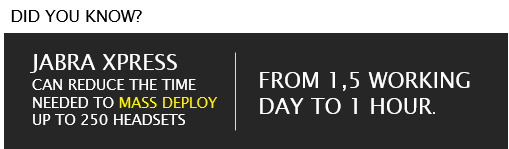 DID YOU KNOW?
JABRA XPRESS
CAN REDUCE THE TIME
NEEDED TO MASS DEPLOY
UP TO 250 HEADSETS
FROM 1,5 WORKING
DAY TO 1 HOUR.